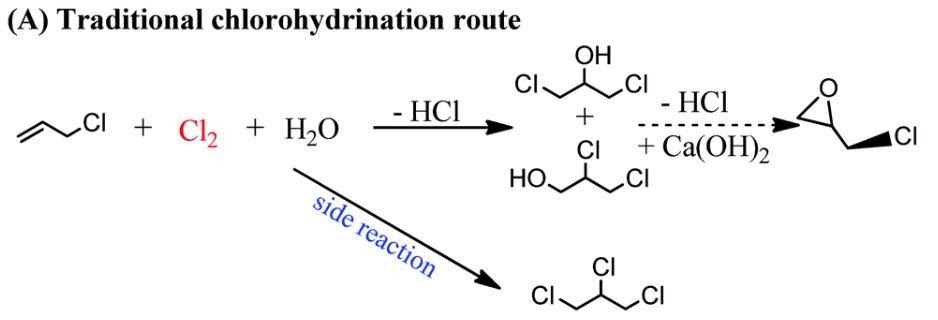 (A) Traditional chlorohydrination route
Cl + Cl2 + H2O
- HCl
OH
Cl Cl
+
Cl
HO Cl
- HCl
+ Ca(OH)2
O
Cl
side reaction
Cl
Cl Cl